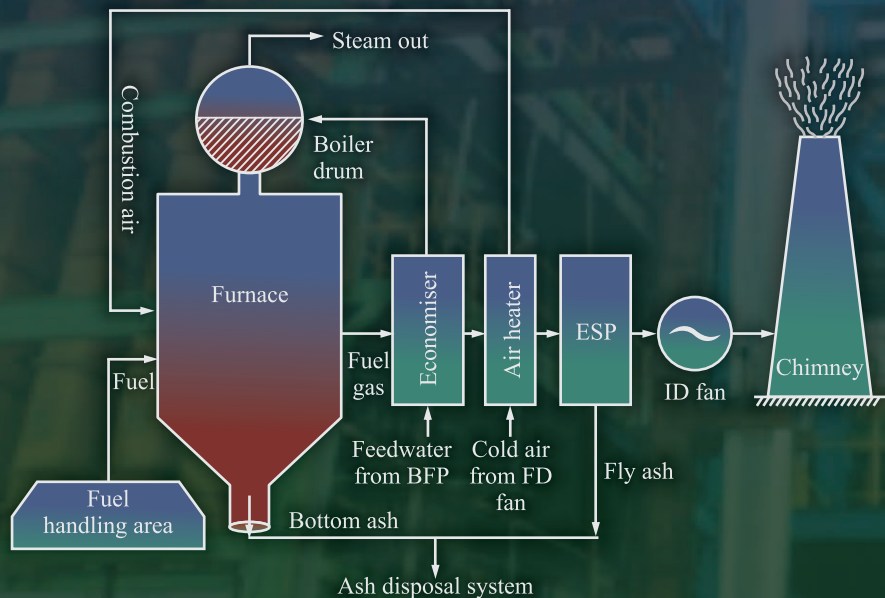 Steam out
Combustion air
Boiler
drum
Furnace
Economiser
Air heater
ESP
Fuel
Fuel
gas
ID fan
Chimney
Feedwater
from BFP
Cold air
from FD
fan
Fly ash
Fuel
handling area
Bottom ash
Ash disposal system